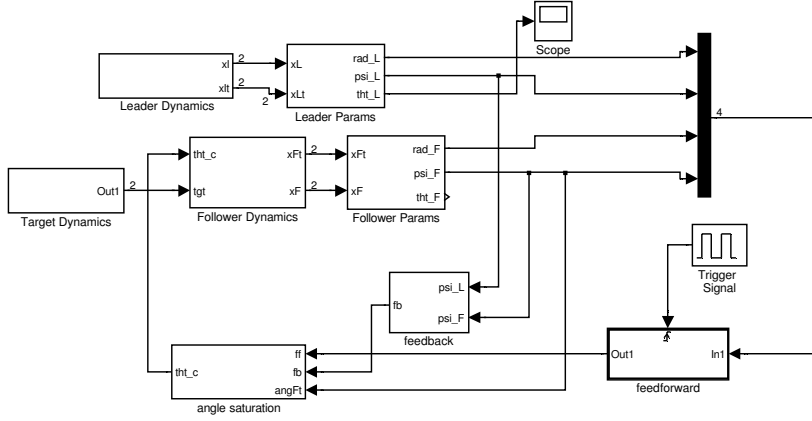 Scope
xl 2 xL rad_L
psi_L
xlt 2 2 xLt tht_L
Leader Dynamics
Leader Params
4
tht_c xFt 2 xFt rad_F
psi_F
Out1 2 tgt xF 2 xF tht_F
Target Dynamics
Follower Dynamics
Follower Params
Trigger
Signal
psi_L
fb
psi_F
feedback
ff
tht_c fb
angFt
angle saturation
Out1 In1
feedforward